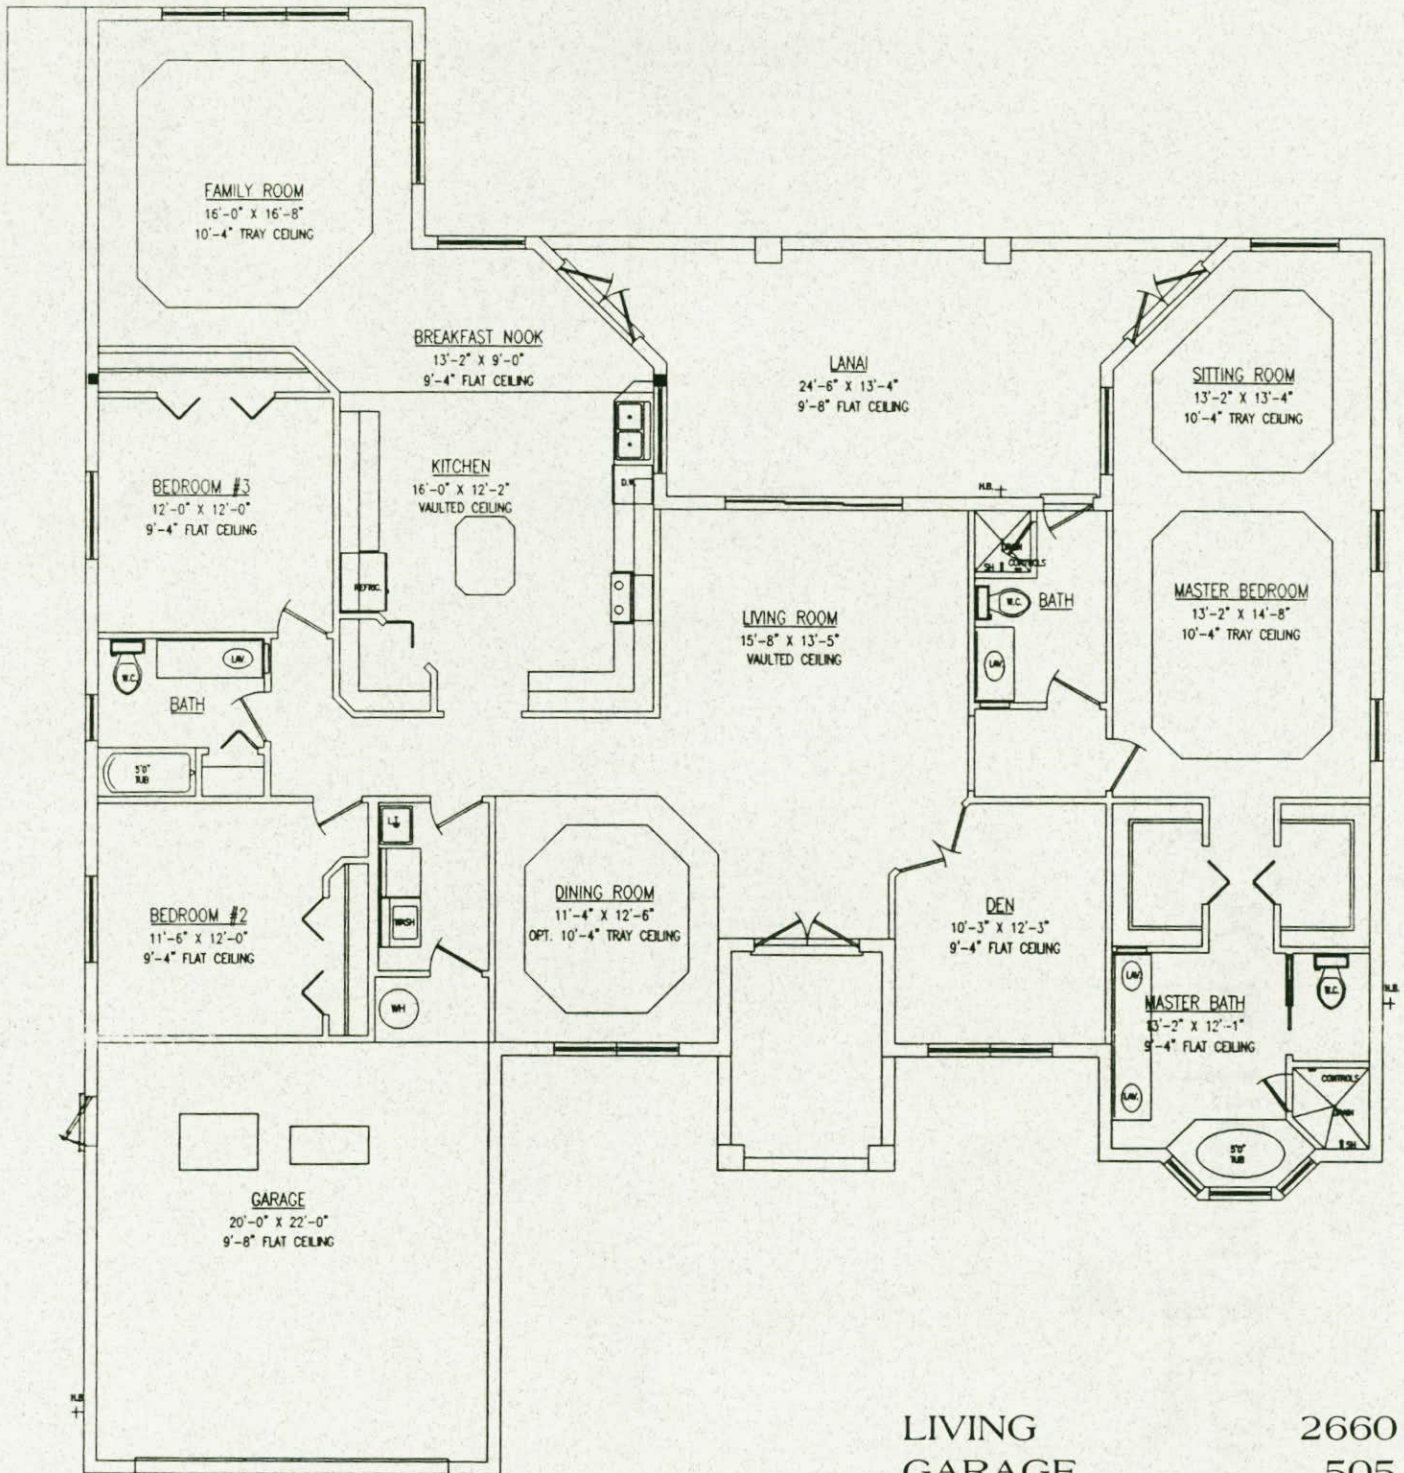 FAMILY ROOM
16'-0" X 16'-8"
10'-4" TRAY CEILING
BREAKFAST NOOK
13'-2" X 9'-0"
9'-4" FLAT CEILING
LANAI
24'-6" X 13'-4"
9'-8" FLAT CEILING
SITTING ROOM
13'-2" X 13'-4"
10'-4" TRAY CEILING
BEDROOM #3
12'-0" X 12'-0"
9'-4" FLAT CEILING
KITCHEN
16'-0" X 12'-2"
VAULTED CEILING
D.W.
REFRIG.
H.B.
DRAIN
SH
CONTROLS
W.C.
BATH
LAV
MASTER BEDROOM
13'-2" X 14'-8"
10'-4" TRAY CEILING
LIVING ROOM
15'-8" X 13'-5"
VAULTED CEILING
W.C.
LAV
BATH
5'0"
TUB
L.T.
WASH
WH
BEDROOM #2
11'-6" X 12'-0"
9'-4" FLAT CEILING
DINING ROOM
11'-4" X 12'-6"
OPT. 10'-4" TRAY CEILING
DEN
10'-3" X 12'-3"
9'-4" FLAT CEILING
LAV
MASTER BATH
13'-2" X 12'-1"
9'-4" FLAT CEILING
LAV.
W.C.
H.B.
CONTROLS
DRAIN
SH
5'0"
TUB
GARAGE
20'-0" X 22'-0"
9'-8" FLAT CEILING
H.B.
LIVING 2660
GARAGE 505